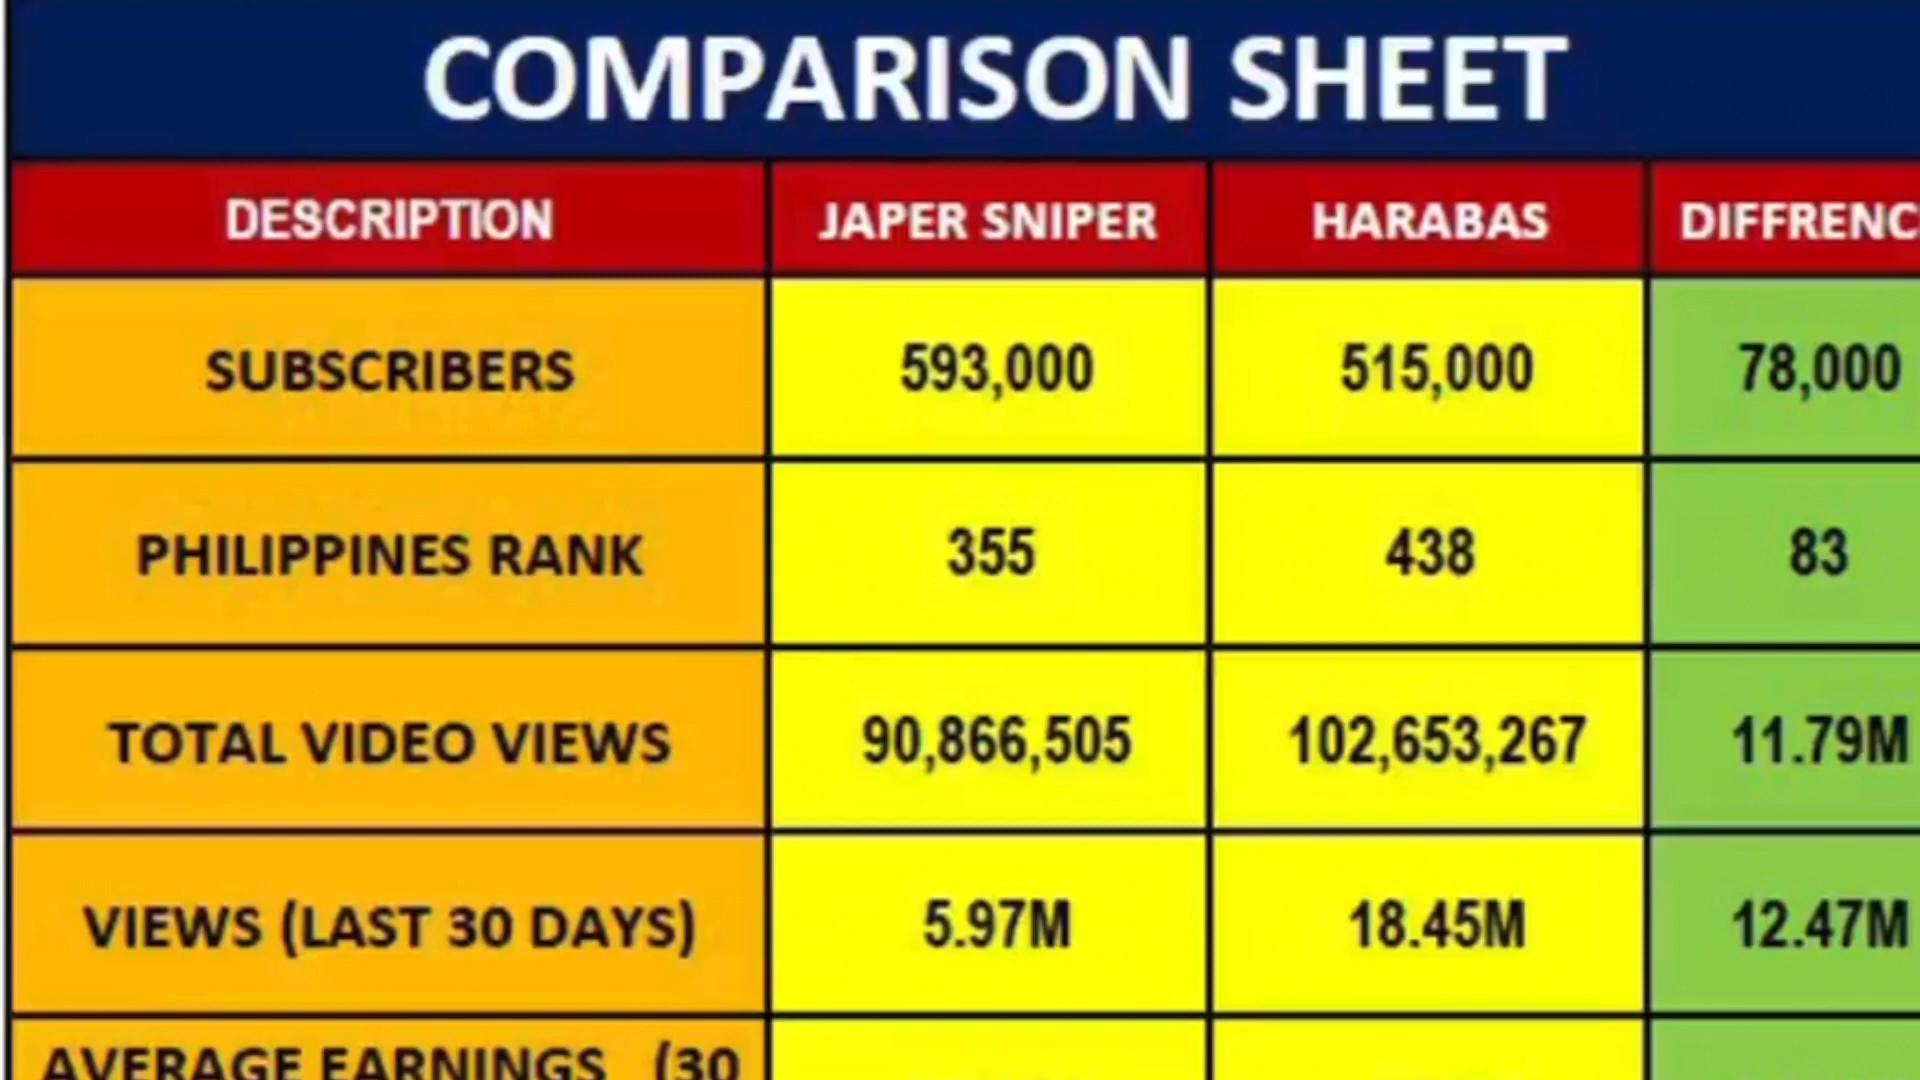 COMPARISON SHEET
DESCRIPTION JAPER SNIPER HARABAS DIFFRENC
SUBSCRIBERS 593,000 515,000 78,000
PHILIPPINES RANK 355 438 83
TOTAL VIDEO VIEWS 90,866,505 102,653,267 11.79M
VIEWS (LAST 30 DAYS) 5.97M 18.45M 12.47M
AVERAGE EARNINGS (30